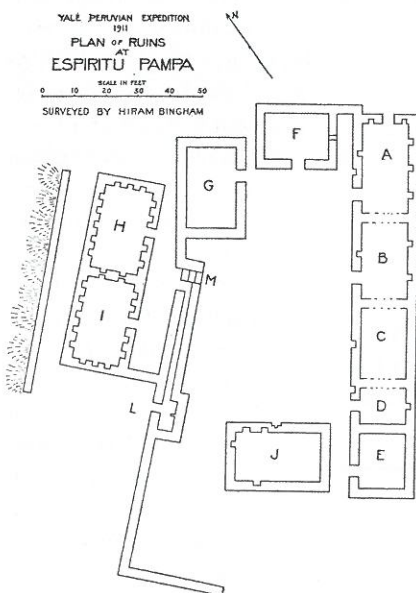 YALE PERUVIAN EXPEDITION
1911
PLAN OF RUINS
AT
ESPIRITU PAMPA
SCALE IN FEET
0 10 20 30 40 50
SURVEYED BY HIRAM BINGHAM
N
F
A
G
H
B
M
I
C
L
D
J
E